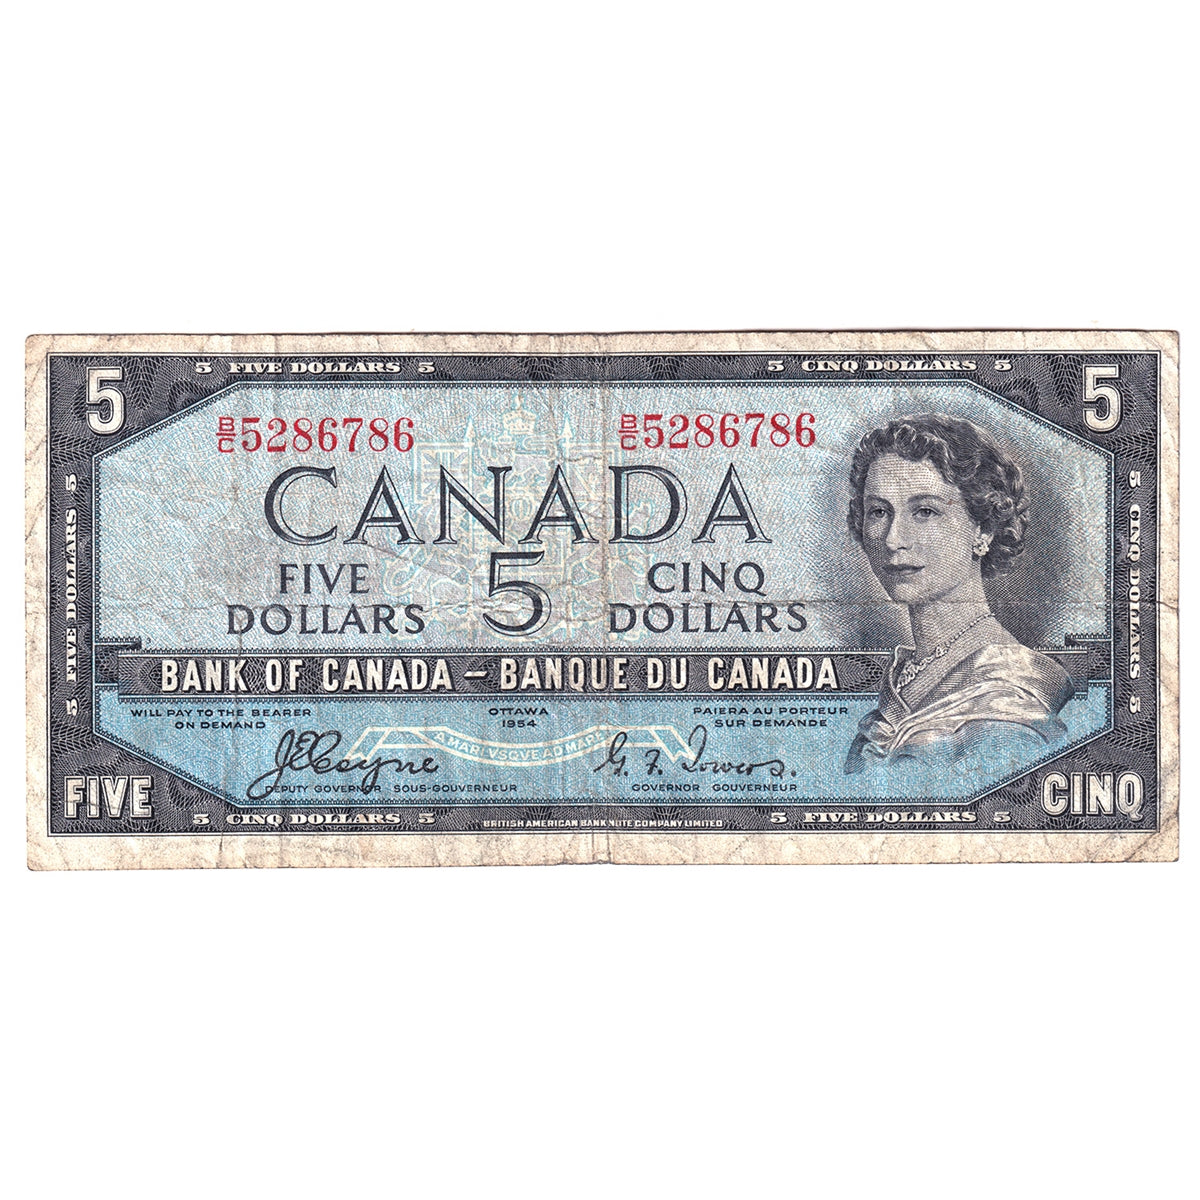 5 5 FIVE DOLLARS 5 5 CINQ DOLLARS 5 5
B/C 5286786 B/C 5286786
CANADA
FIVE 5 CINQ
DOLLARS DOLLARS
5 FIVE DOLLARS 5
5 CINQ DOLLARS 5
BANK OF CANADA – BANQUE DU CANADA
WILL PAY TO THE BEARER OTTAWA PAIERA AU PORTEUR
ON DEMAND 1954 SUR DEMANDE
A MARI VSQVE AD MARE
J E Coyne G. F. Towers.
DEPUTY GOVERNOR SOUS-GOUVERNEUR GOVERNOR GOUVERNEUR
FIVE CINQ
5 CINQ DOLLARS 5 BRITISH AMERICAN BANK NOTE COMPANY LIMITED 5 FIVE DOLLARS 5